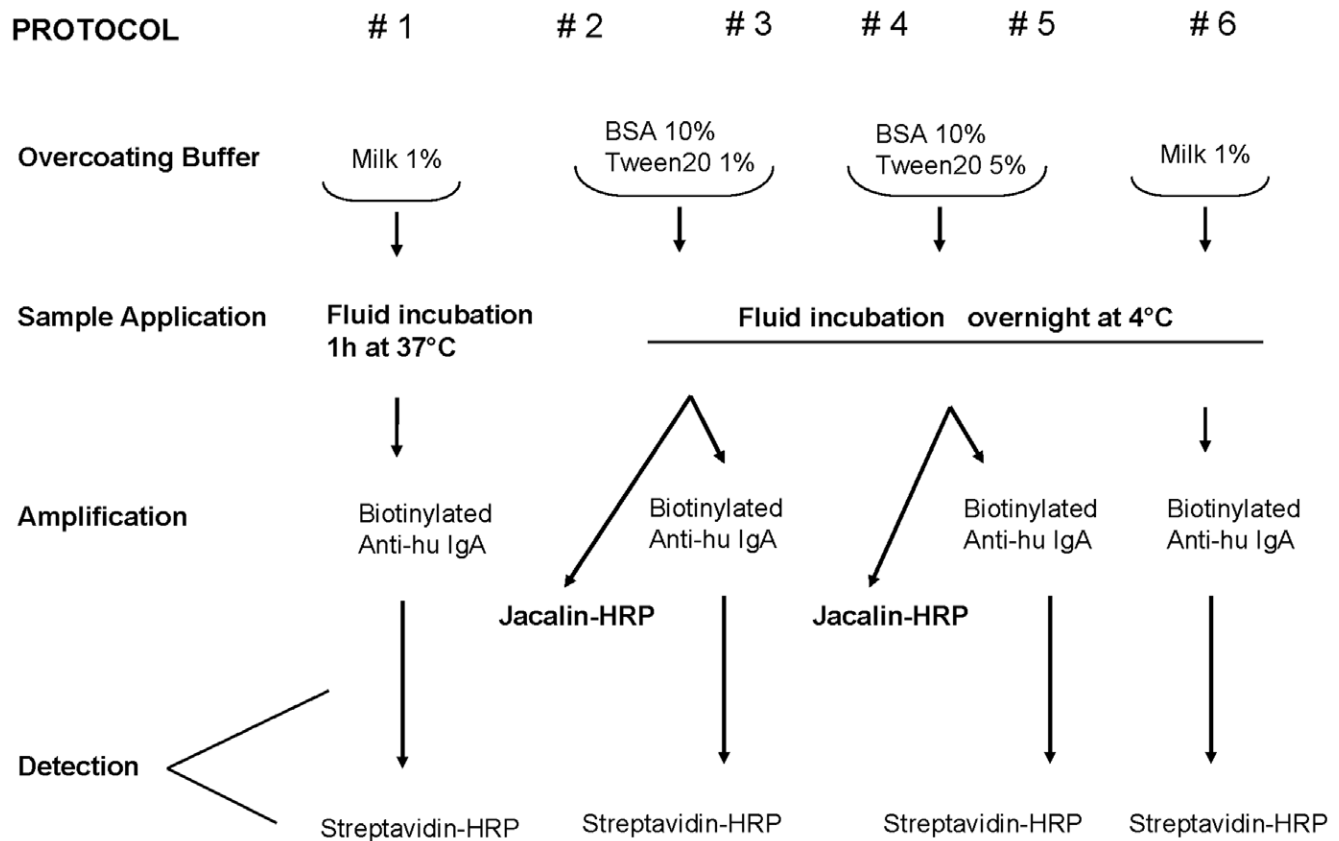 PROTOCOL # 1 # 2 # 3 # 4 # 5 # 6
Overcoating Buffer
Milk 1%
BSA 10%
Tween20 1%
BSA 10%
Tween20 5%
Milk 1%
Sample Application
Fluid incubation
1h at 37°C
Fluid incubation overnight at 4°C
Amplification
Biotinylated
Anti-hu IgA
Biotinylated
Anti-hu IgA
Biotinylated
Anti-hu IgA
Biotinylated
Anti-hu IgA
Jacalin-HRP
Jacalin-HRP
Detection
Streptavidin-HRP
Streptavidin-HRP
Streptavidin-HRP
Streptavidin-HRP